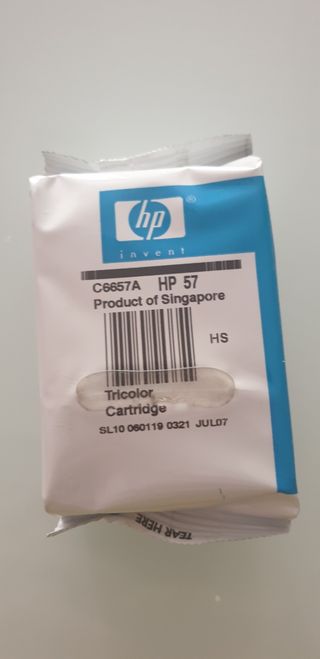 hp
®
invent
C6657A HP 57
Product of Singapore
HS
Tricolor
Cartridge
SL10 060119 0321 JUL07
TEAR HERE